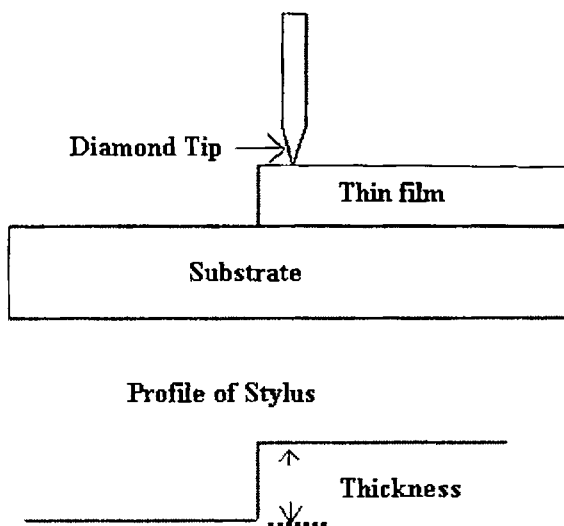 Diamond Tip
Thin film
Substrate
Profile of Stylus
Thickness